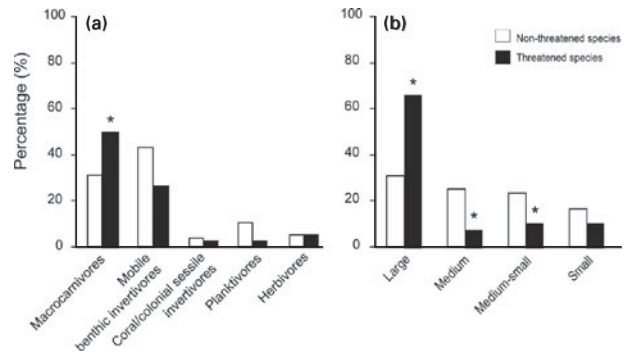 100
(a)
80
60
40
20
0
Percentage (%)
*
Macrocarnivores
Mobile
benthic invertivores
Coral/colonial sessile
invertivores
Planktivores
Herbivores
100
(b)
80
60
40
20
0
Non-threatened species
Threatened species
*
*
*
Large
Medium
Medium-small
Small